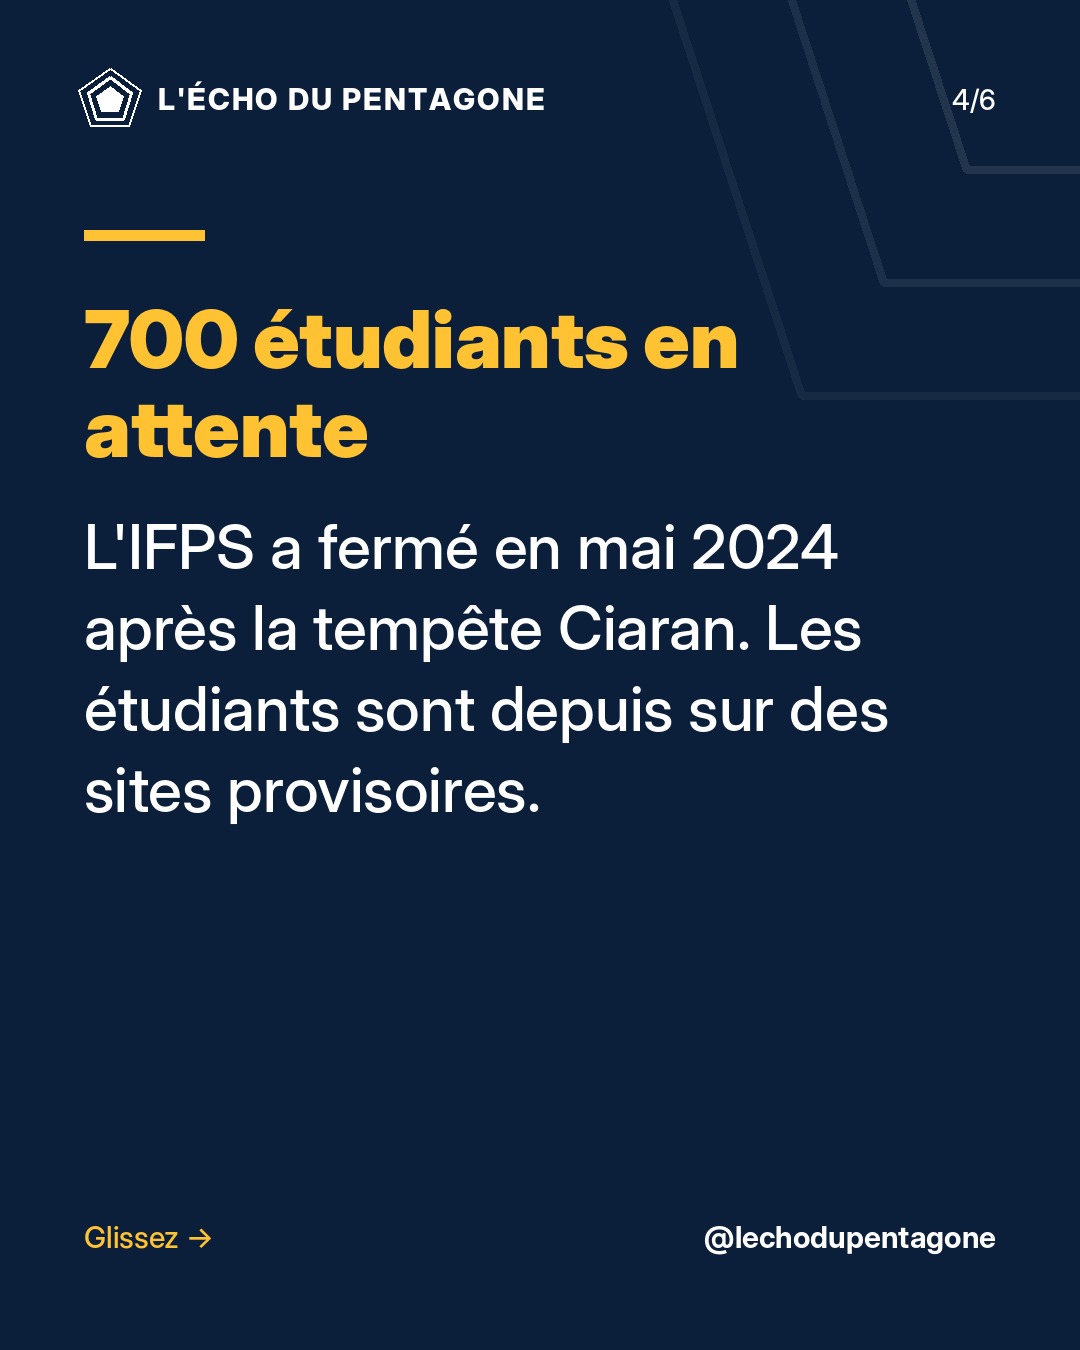 L'ÉCHO DU PENTAGONE
4/6
700 étudiants en
attente
L'IFPS a fermé en mai 2024
après la tempête Ciaran. Les
étudiants sont depuis sur des
sites provisoires.
Glissez →
@lechodupentagone